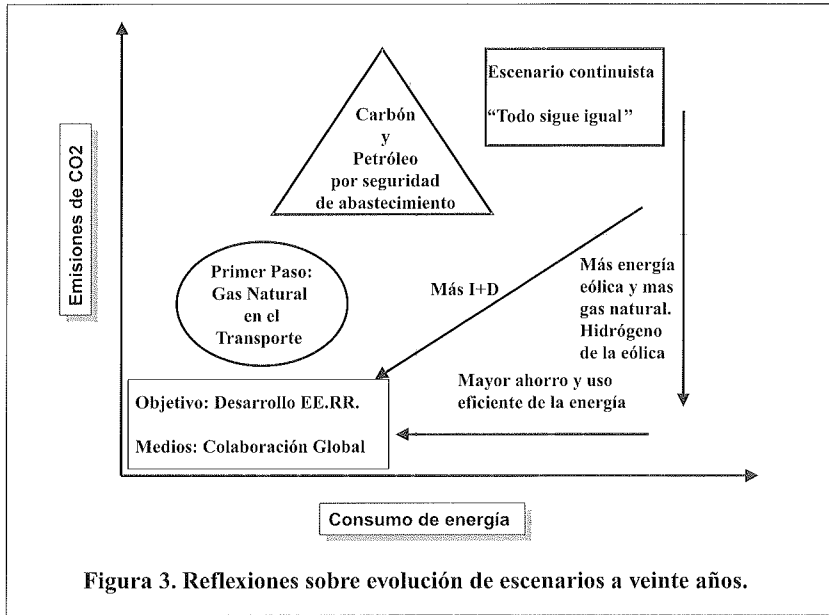 Emisiones de CO2
Carbón
y
Petróleo
por seguridad
de abastecimiento
Escenario continuista
“Todo sigue igual”
Primer Paso:
Gas Natural
en el
Transporte
Más I+D
Más energía
eólica y mas
gas natural.
Hidrógeno
de la eólica
Mayor ahorro y uso
eficiente de la energía
Objetivo: Desarrollo EE.RR.
Medios: Colaboración Global
Consumo de energía
Figura 3. Reflexiones sobre evolución de escenarios a veinte años.